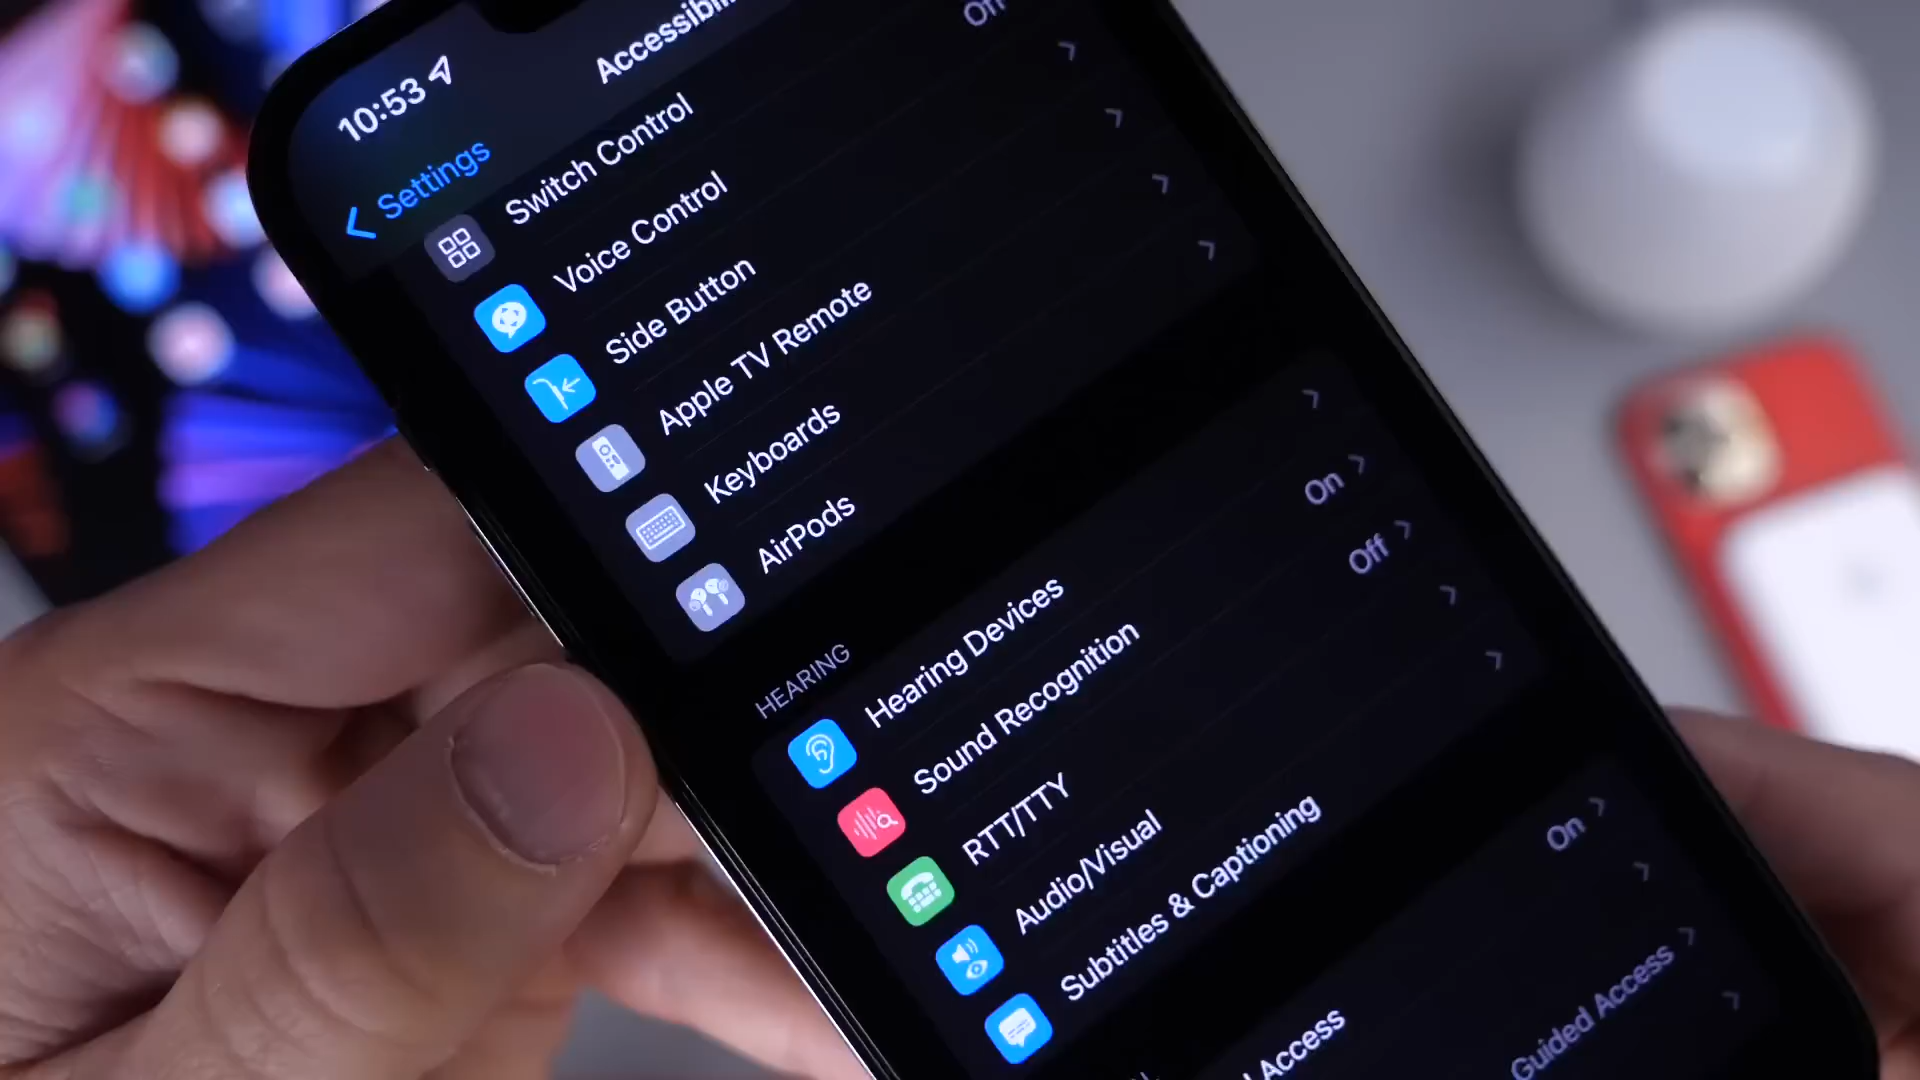 10:53
Accessibili
Settings
Off
Switch Control
Voice Control
Side Button
Apple TV Remote
Keyboards
AirPods
HEARING
Hearing Devices
Sound Recognition
On
RTT/TTY
Off
Audio/Visual
Subtitles & Captioning
On
Access
Guided Access